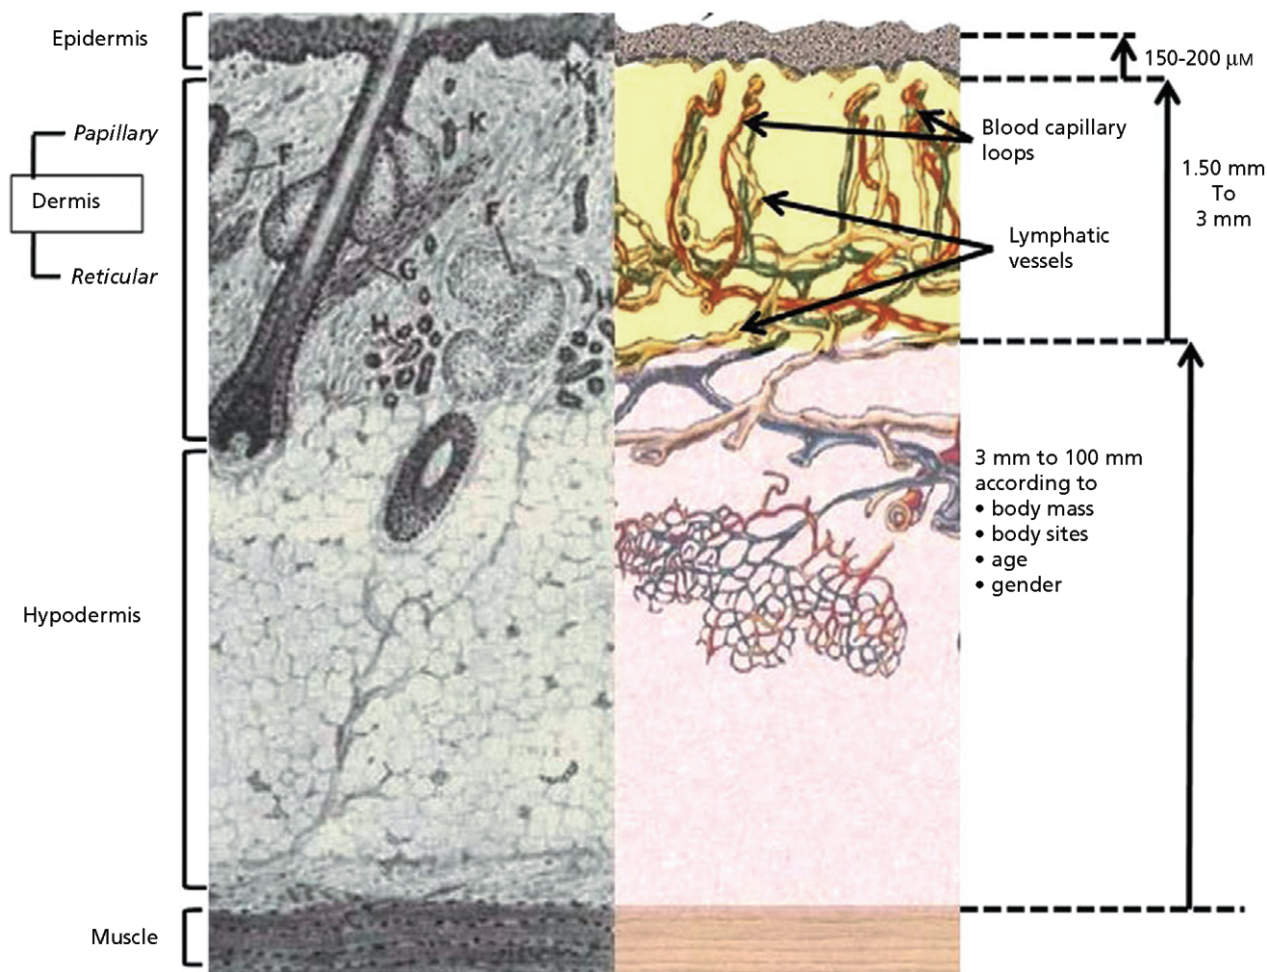 Epidermis
Papillary
Dermis
Reticular
Hypodermis
Muscle
K
K
F
F
G
H
H
Blood capillary
loops
Lymphatic
vessels
150-200 μM
1.50 mm
To
3 mm
3 mm to 100 mm
according to
• body mass
• body sites
• age
• gender